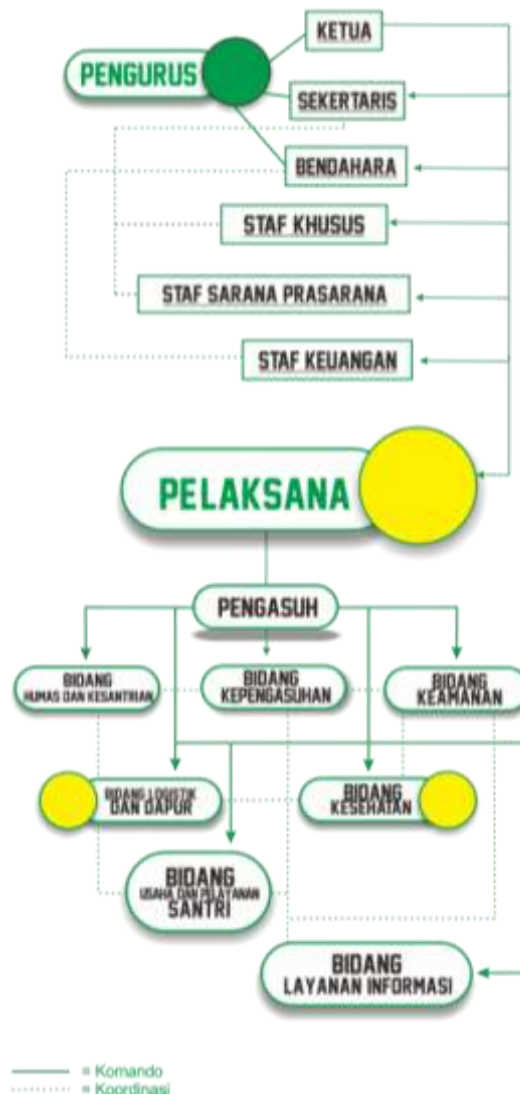 KETUA
PENGURUS
SEKERTARIS
BENDAHARA
STAF KHUSUS
STAF SARANA PRASARANA
STAF KEUANGAN
PELAKSANA
PENGASUH
BIDANG
HUMAS DAN KESANTRIAN
BIDANG
KEPENGASUHAN
BIDANG
KEAMANAN
BIDANG LOGISTIK
DAN DAPUR
BIDANG
KESEHATAN
BIDANG
USAHA DAN PELAYANAN
SANTRI
BIDANG
LAYANAN INFORMASI
= Komando
= Koordinasi